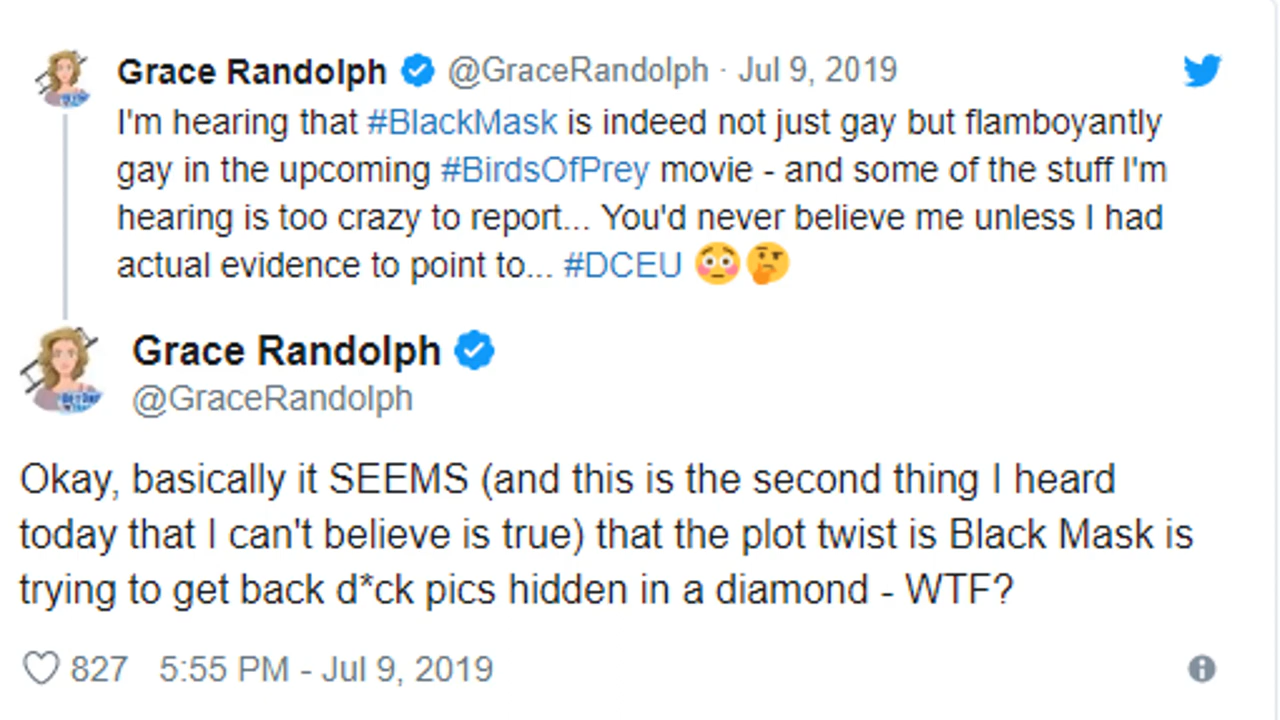 Grace Randolph @GraceRandolph · Jul 9, 2019
I'm hearing that #BlackMask is indeed not just gay but flamboyantly
gay in the upcoming #BirdsOfPrey movie - and some of the stuff I'm
hearing is too crazy to report... You'd never believe me unless I had
actual evidence to point to... #DCEU 😳🤔
Grace Randolph
@GraceRandolph
Okay, basically it SEEMS (and this is the second thing I heard
today that I can't believe is true) that the plot twist is Black Mask is
trying to get back d*ck pics hidden in a diamond - WTF?
827 5:55 PM - Jul 9, 2019